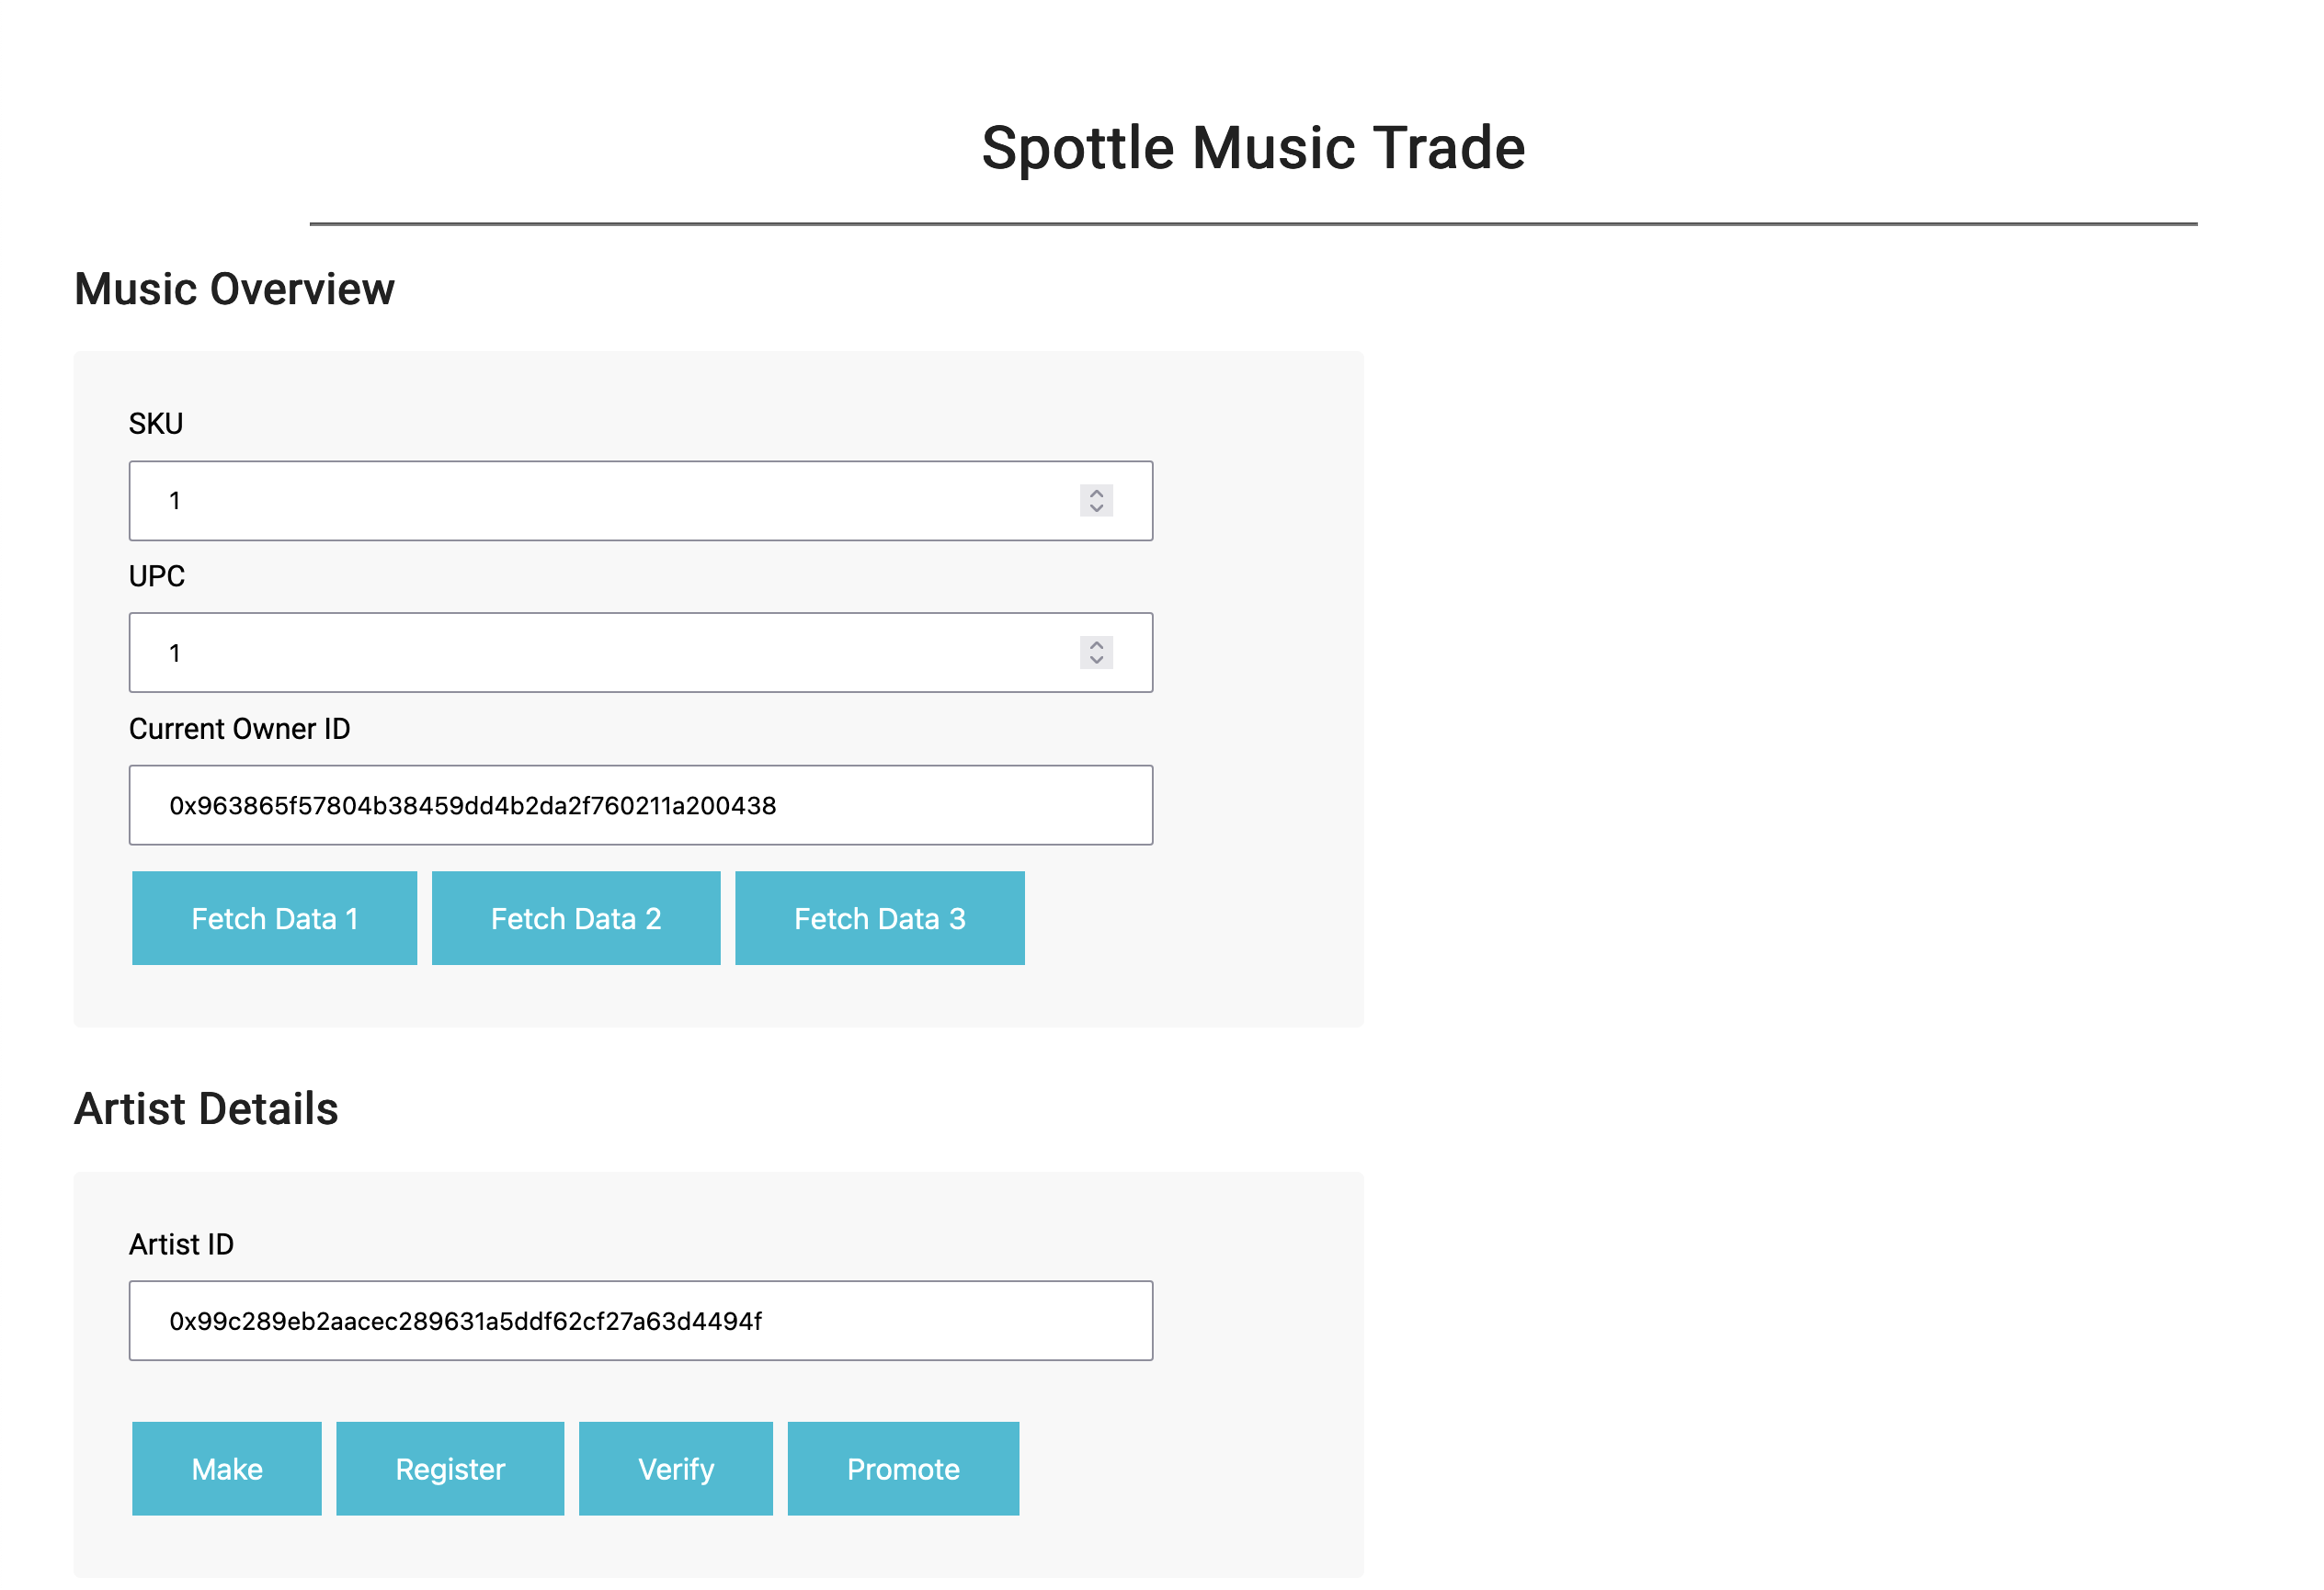 Spottle Music Trade
Music Overview
SKU
1
UPC
1
Current Owner ID
0x963865f57804b38459dd4b2da2f760211a200438
Fetch Data 1 Fetch Data 2 Fetch Data 3
Artist Details
Artist ID
0x99c289eb2aacec289631a5ddf62cf27a63d4494f
Make Register Verify Promote